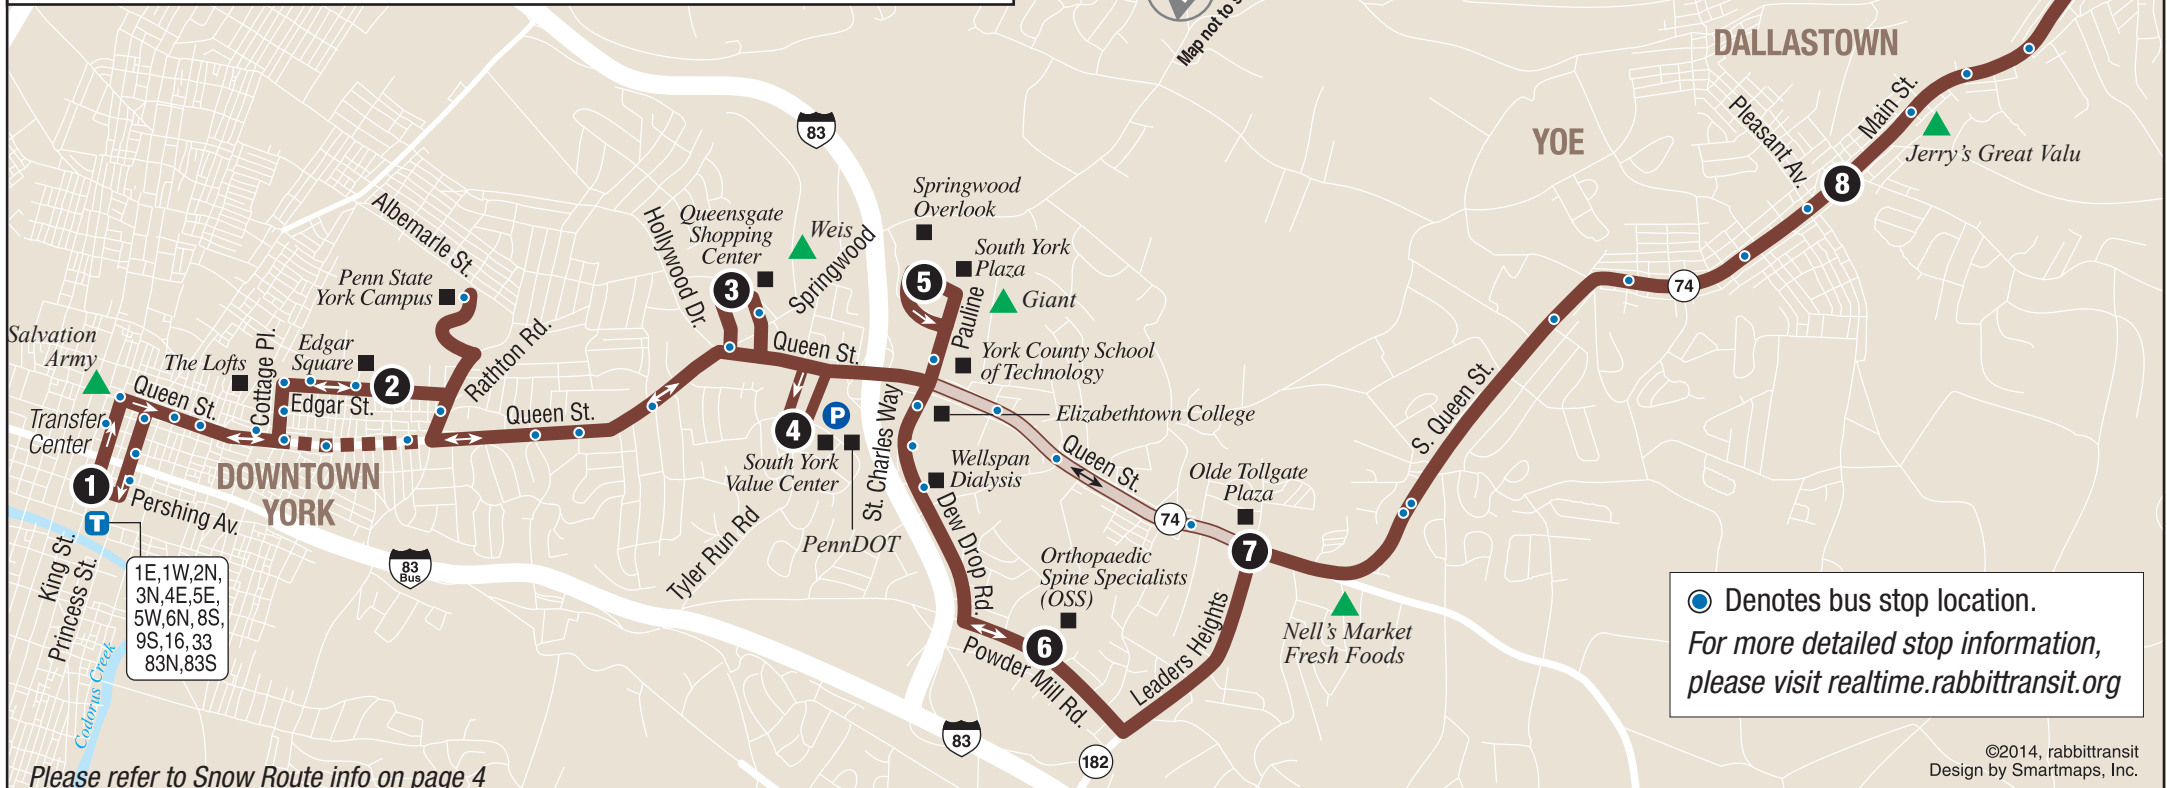 Map not to
DALLASTOWN
YOE
Main St.
Pleasant Av.
8
Jerry's Great Valu
74
83
Springwood
Overlook
South York
Plaza
5
Giant
Pauline
York County School
of Technology
Elizabethtown College
Queensgate
Shopping
Center
Weis
Springwood
Hollywood Dr.
3
Queen St.
Albemarle St.
Penn State
York Campus
Rathton Rd.
Salvation
Army
The Lofts
Cottage Pl.
Edgar
Square
2
Edgar St.
Queen St.
Queen St.
Transfer
Center
1
Pershing Av.
DOWNTOWN
YORK
T
1E,1W,2N,
3N,4E,5E,
5W,6N,8S,
9S,16,33
83N,83S
King St.
Princess St.
Codorus Creek
83
Bus
P
4
South York
Value Center
PennDOT
Tyler Run Rd
St. Charles Way
Wellspan
Dialysis
Dew Drop Rd.
Queen St.
74
Olde Tollgate
Plaza
7
S. Queen St.
Orthopaedic
Spine Specialists
(OSS)
6
Powder Mill Rd.
Leaders Heights
Nell's Market
Fresh Foods
83
182
Denotes bus stop location.
For more detailed stop information,
please visit realtime.rabbittransit.org
©2014, rabbittransit
Design by Smartmaps, Inc.
Please refer to Snow Route info on page 4